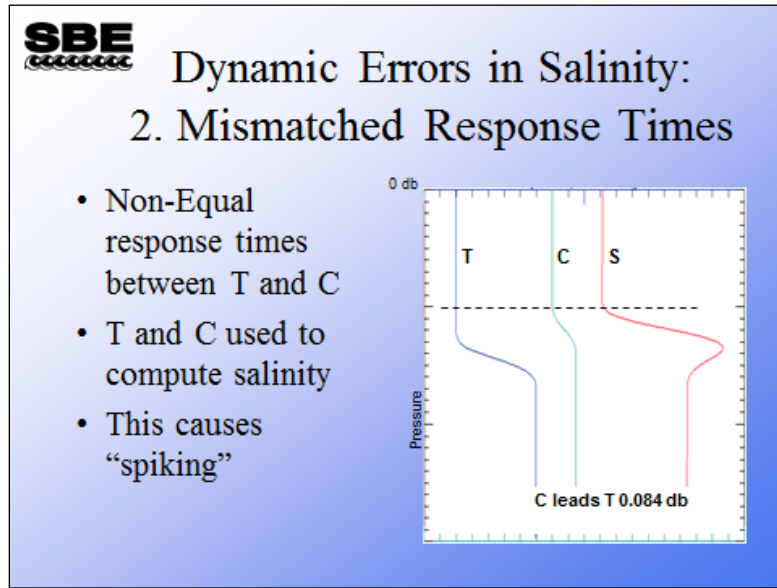 SBE
Dynamic Errors in Salinity:
2. Mismatched Response Times
• Non-Equal
response times
between T and C
• T and C used to
compute salinity
• This causes
“spiking”
0 db
T
C
S
Pressure
C leads T 0.084 db